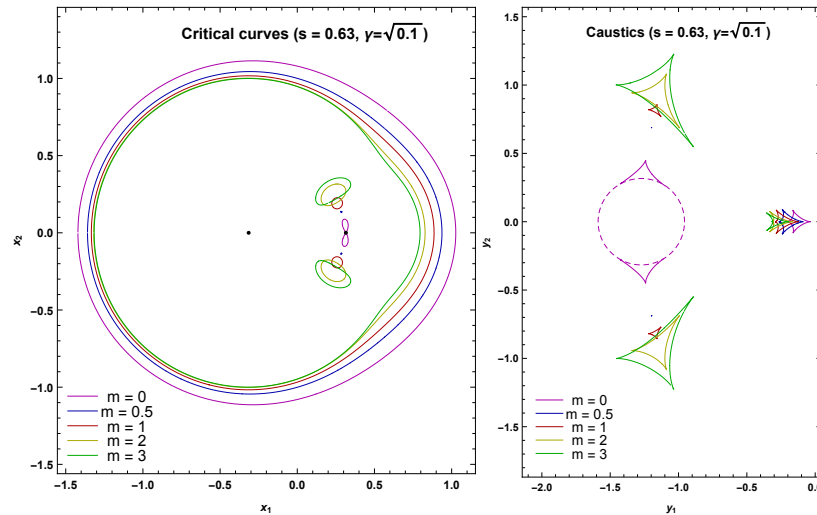 Critical curves (s = 0.63, γ=√0.1 )
1.0
0.5
0.0
−0.5
−1.0
−1.5
x₂
m = 0
m = 0.5
m = 1
m = 2
m = 3
−1.5 −1.0 −0.5 0.0 0.5 1.0
x₁
Caustics (s = 0.63, γ=√0.1 )
1.5
1.0
0.5
0.0
−0.5
−1.0
−1.5
y₂
m = 0
m = 0.5
m = 1
m = 2
m = 3
−2.0 −1.5 −1.0 −0.5 0.0
y₁